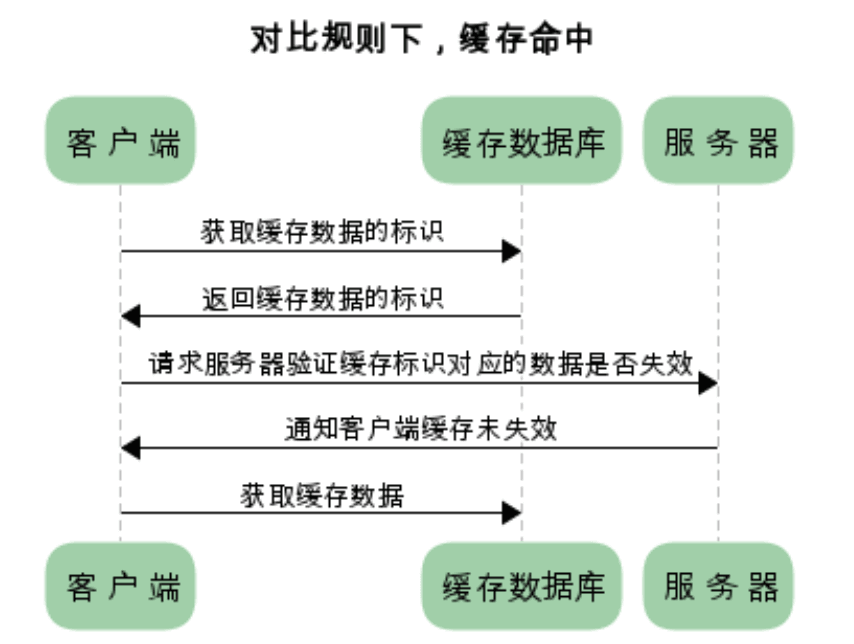 对比规则下，缓存命中
客户端
缓存数据库
服务器
获取缓存数据的标识
返回缓存数据的标识
请求服务器验证缓存标识对应的数据是否失效
通知客户端缓存未失效
获取缓存数据
客户端
缓存数据库
服务器